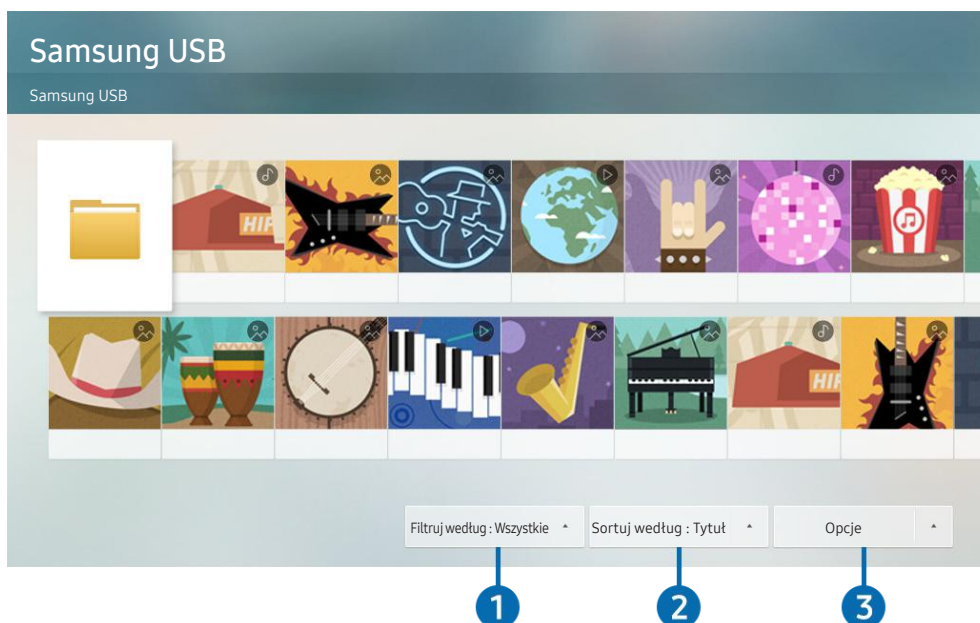 Samsung USB
Samsung USB
HIP
HIP
Filtruj według : Wszystkie
Sortuj według : Tytuł
Opcje
1
2
3